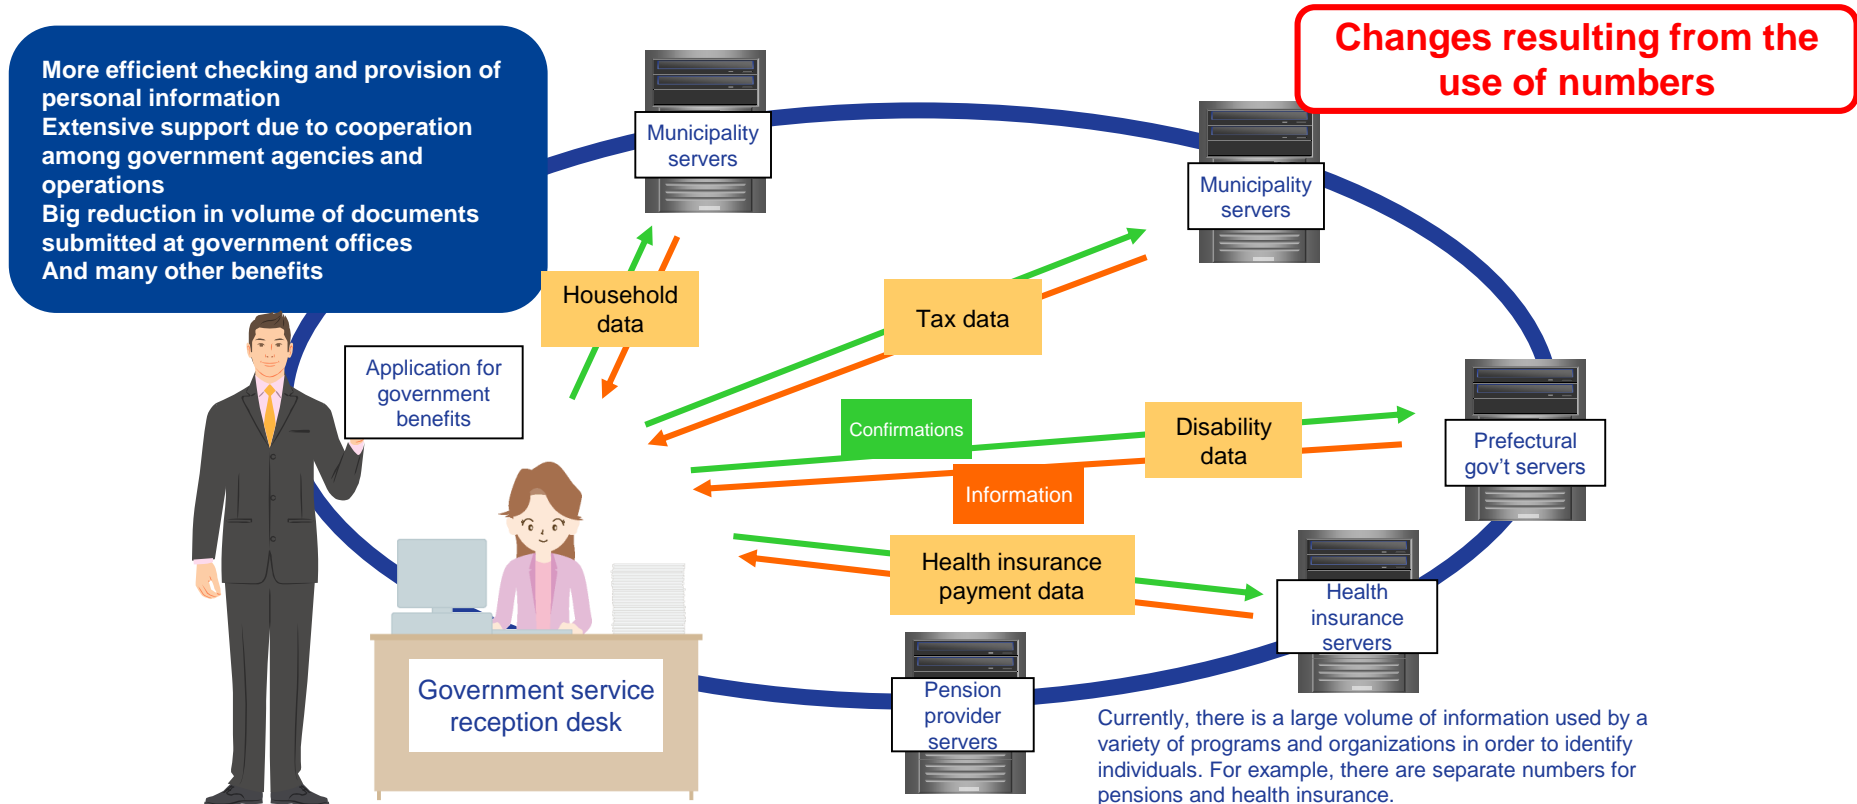 Changes resulting from the
use of numbers
More efficient checking and provision of
personal information
Extensive support due to cooperation
among government agencies and
operations
Big reduction in volume of documents
submitted at government offices
And many other benefits
Municipality
servers
Municipality
servers
Household
data
Tax data
Application for
government
benefits
Confirmations
Disability
data
Prefectural
gov’t servers
Information
Health insurance
payment data
Health
insurance
servers
Government service
reception desk
Pension
provider
servers
Currently, there is a large volume of information used by a
variety of programs and organizations in order to identify
individuals. For example, there are separate numbers for
pensions and health insurance.